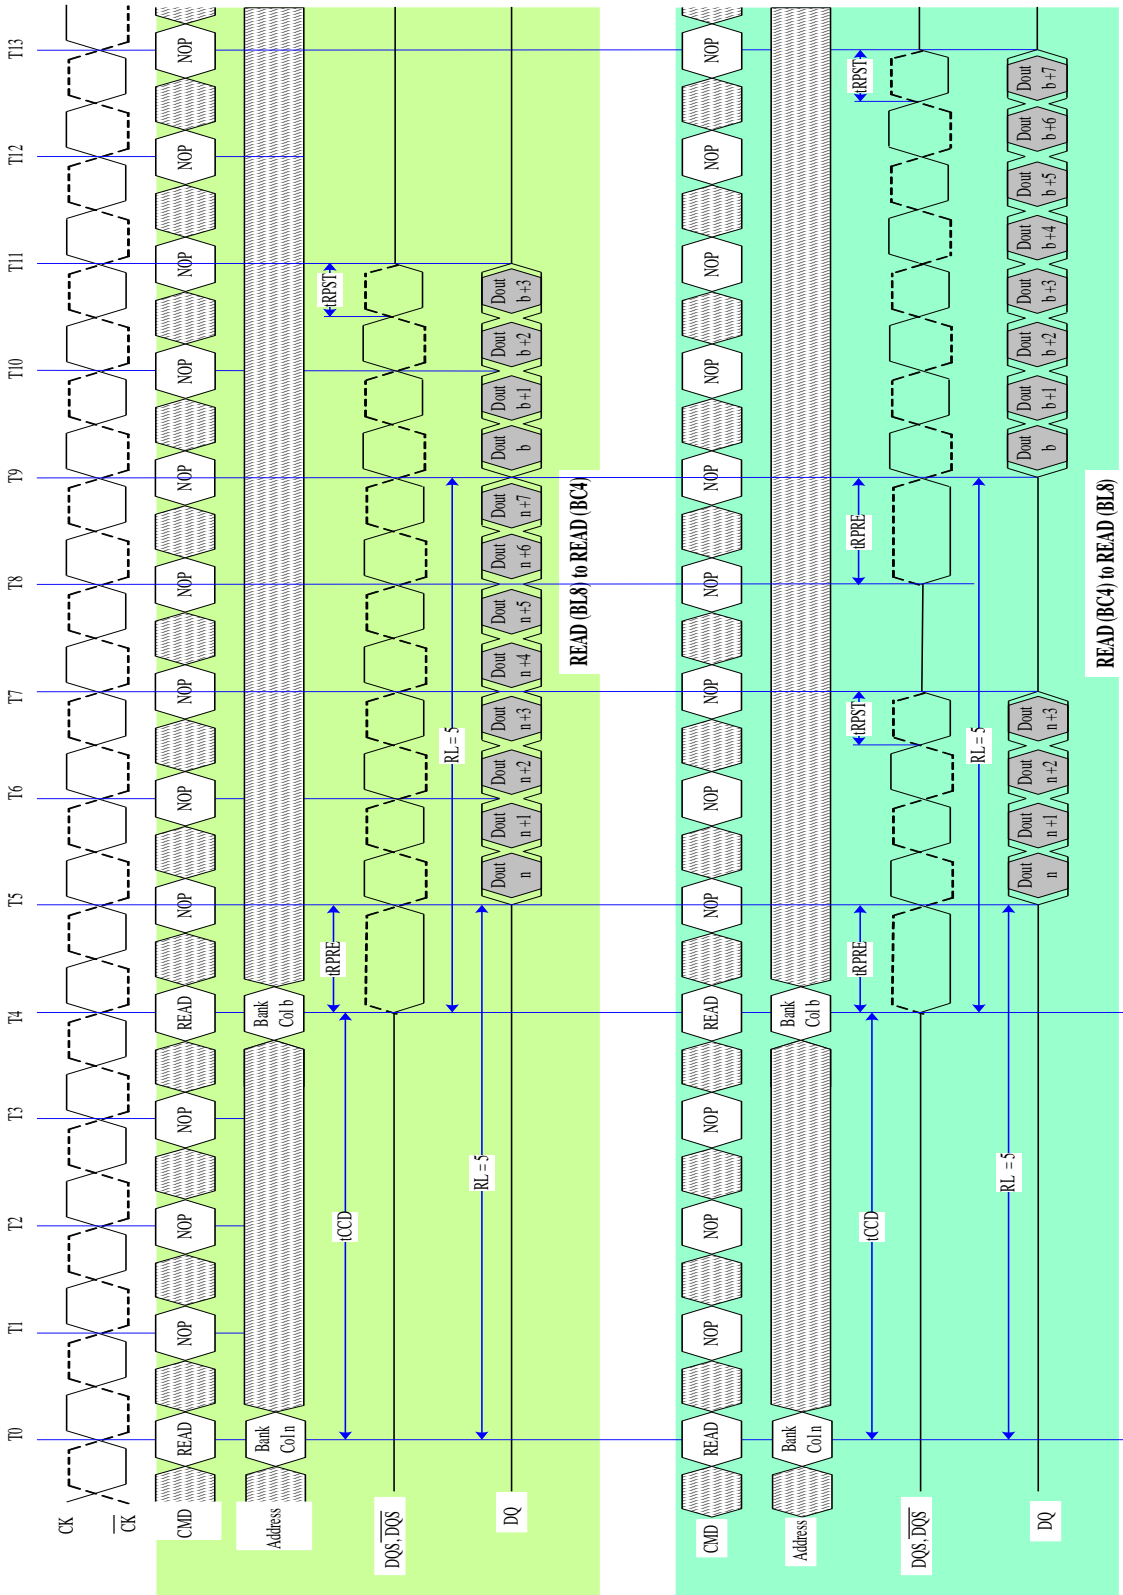 T0 T1 T2 T3 T4 T5 T6 T7 T8 T9 T10 T11 T12 T13
CK
CK
CMD READ NOP NOP NOP READ NOP NOP NOP NOP NOP NOP NOP NOP NOP
Address Bank Col n Bank Col b
tCCD tRPRE tRPST
DQS, DQS
RL = 5
RL = 5
DQ Dout n Dout n+1 Dout n+2 Dout n+3 Dout n+4 Dout n+5 Dout n+6 Dout n+7 Dout b Dout b+1 Dout b+2 Dout b+3
READ (BL8) to READ (BC4)
CMD READ NOP NOP NOP READ NOP NOP NOP NOP NOP NOP NOP NOP NOP
Address Bank Col n Bank Col b
tCCD tRPRE tRPST tRPRE tRPST
DQS, DQS
RL = 5
RL = 5
DQ Dout n Dout n+1 Dout n+2 Dout n+3 Dout b Dout b+1 Dout b+2 Dout b+3 Dout b+4 Dout b+5 Dout b+6 Dout b+7
READ (BC4) to READ (BL8)